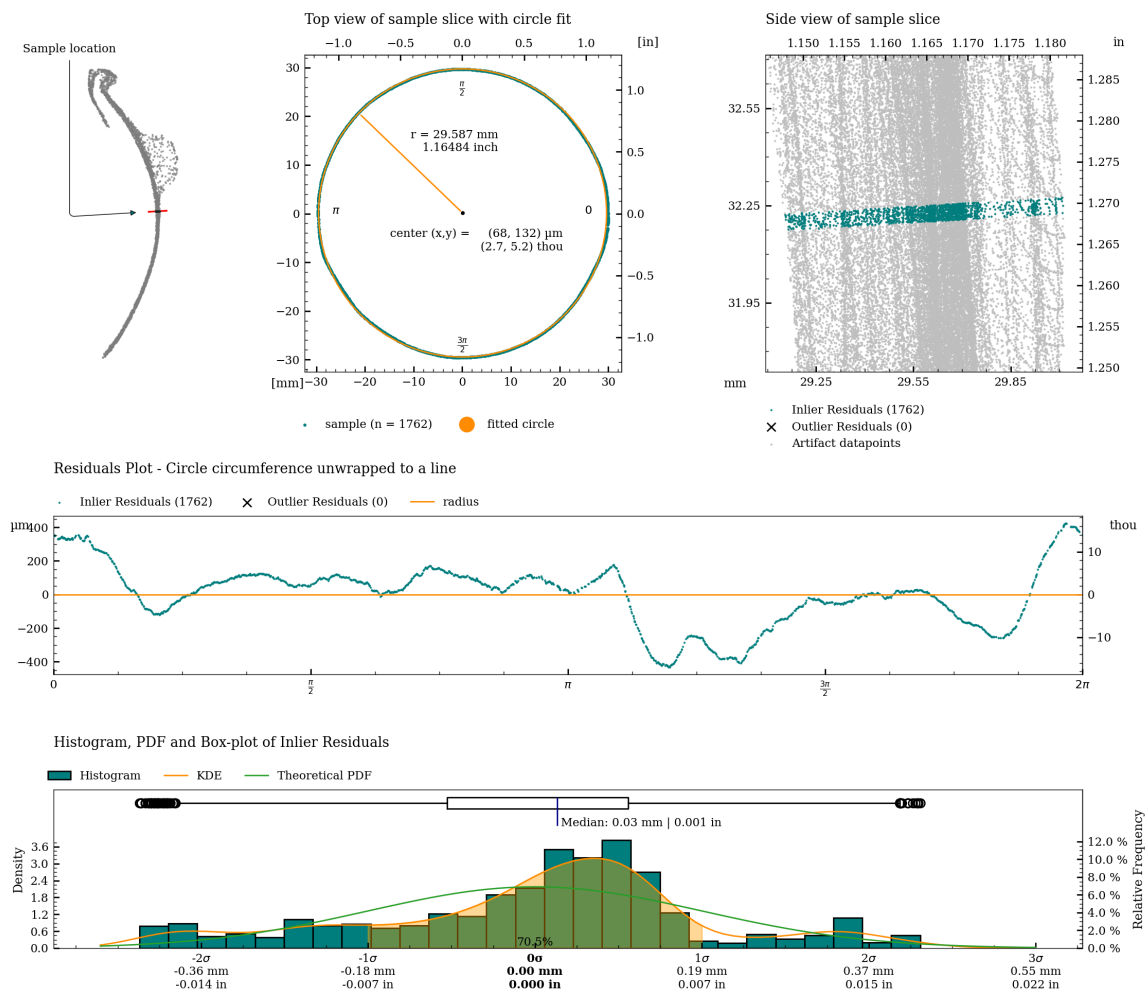 Sample location
Top view of sample slice with circle fit
−1.0 −0.5 0.0 0.5 1.0 [in]
30
20
10
0
−10
−20
−30
1.0
0.5
0.0
−0.5
−1.0
π/2
r = 29.587 mm
1.16484 inch
π
0
center (x,y) = (68, 132) µm
(2.7, 5.2) thou
3π/2
[mm] −30 −20 −10 0 10 20 30
sample (n = 1762) fitted circle
Side view of sample slice
1.150 1.155 1.160 1.165 1.170 1.175 1.180 in
32.55
32.25
31.95
1.285
1.280
1.275
1.270
1.265
1.260
1.255
1.250
mm 29.25 29.55 29.85
Inlier Residuals (1762)
Outlier Residuals (0)
Artifact datapoints
Residuals Plot - Circle circumference unwrapped to a line
Inlier Residuals (1762) Outlier Residuals (0) radius
µm thou
400
200
0
−200
−400
10
0
−10
0 π/2 π 3π/2 2π
Histogram, PDF and Box-plot of Inlier Residuals
Histogram KDE Theoretical PDF
Median: 0.03 mm | 0.001 in
Density
3.6
3.0
2.4
1.8
1.2
0.6
0.0
Relative Frequency
12.0 %
10.0 %
8.0 %
6.0 %
4.0 %
2.0 %
0.0 %
70.5%
-2σ -1σ 0σ 1σ 2σ 3σ
-0.36 mm -0.18 mm 0.00 mm 0.19 mm 0.37 mm 0.55 mm
-0.014 in -0.007 in 0.000 in 0.007 in 0.015 in 0.022 in